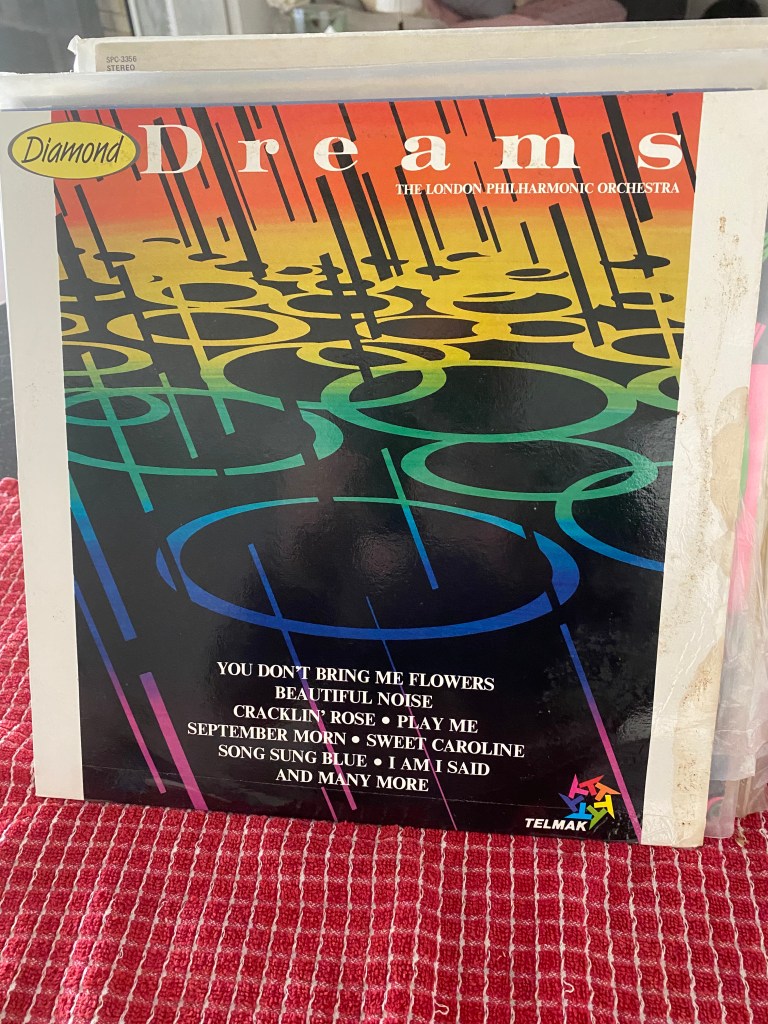 SPC-3356
STEREO
Diamond Dreams
THE LONDON PHILHARMONIC ORCHESTRA
YOU DON'T BRING ME FLOWERS
BEAUTIFUL NOISE
CRACKLIN' ROSE • PLAY ME
SEPTEMBER MORN • SWEET CAROLINE
SONG SUNG BLUE • I AM I SAID
AND MANY MORE
TELMAK